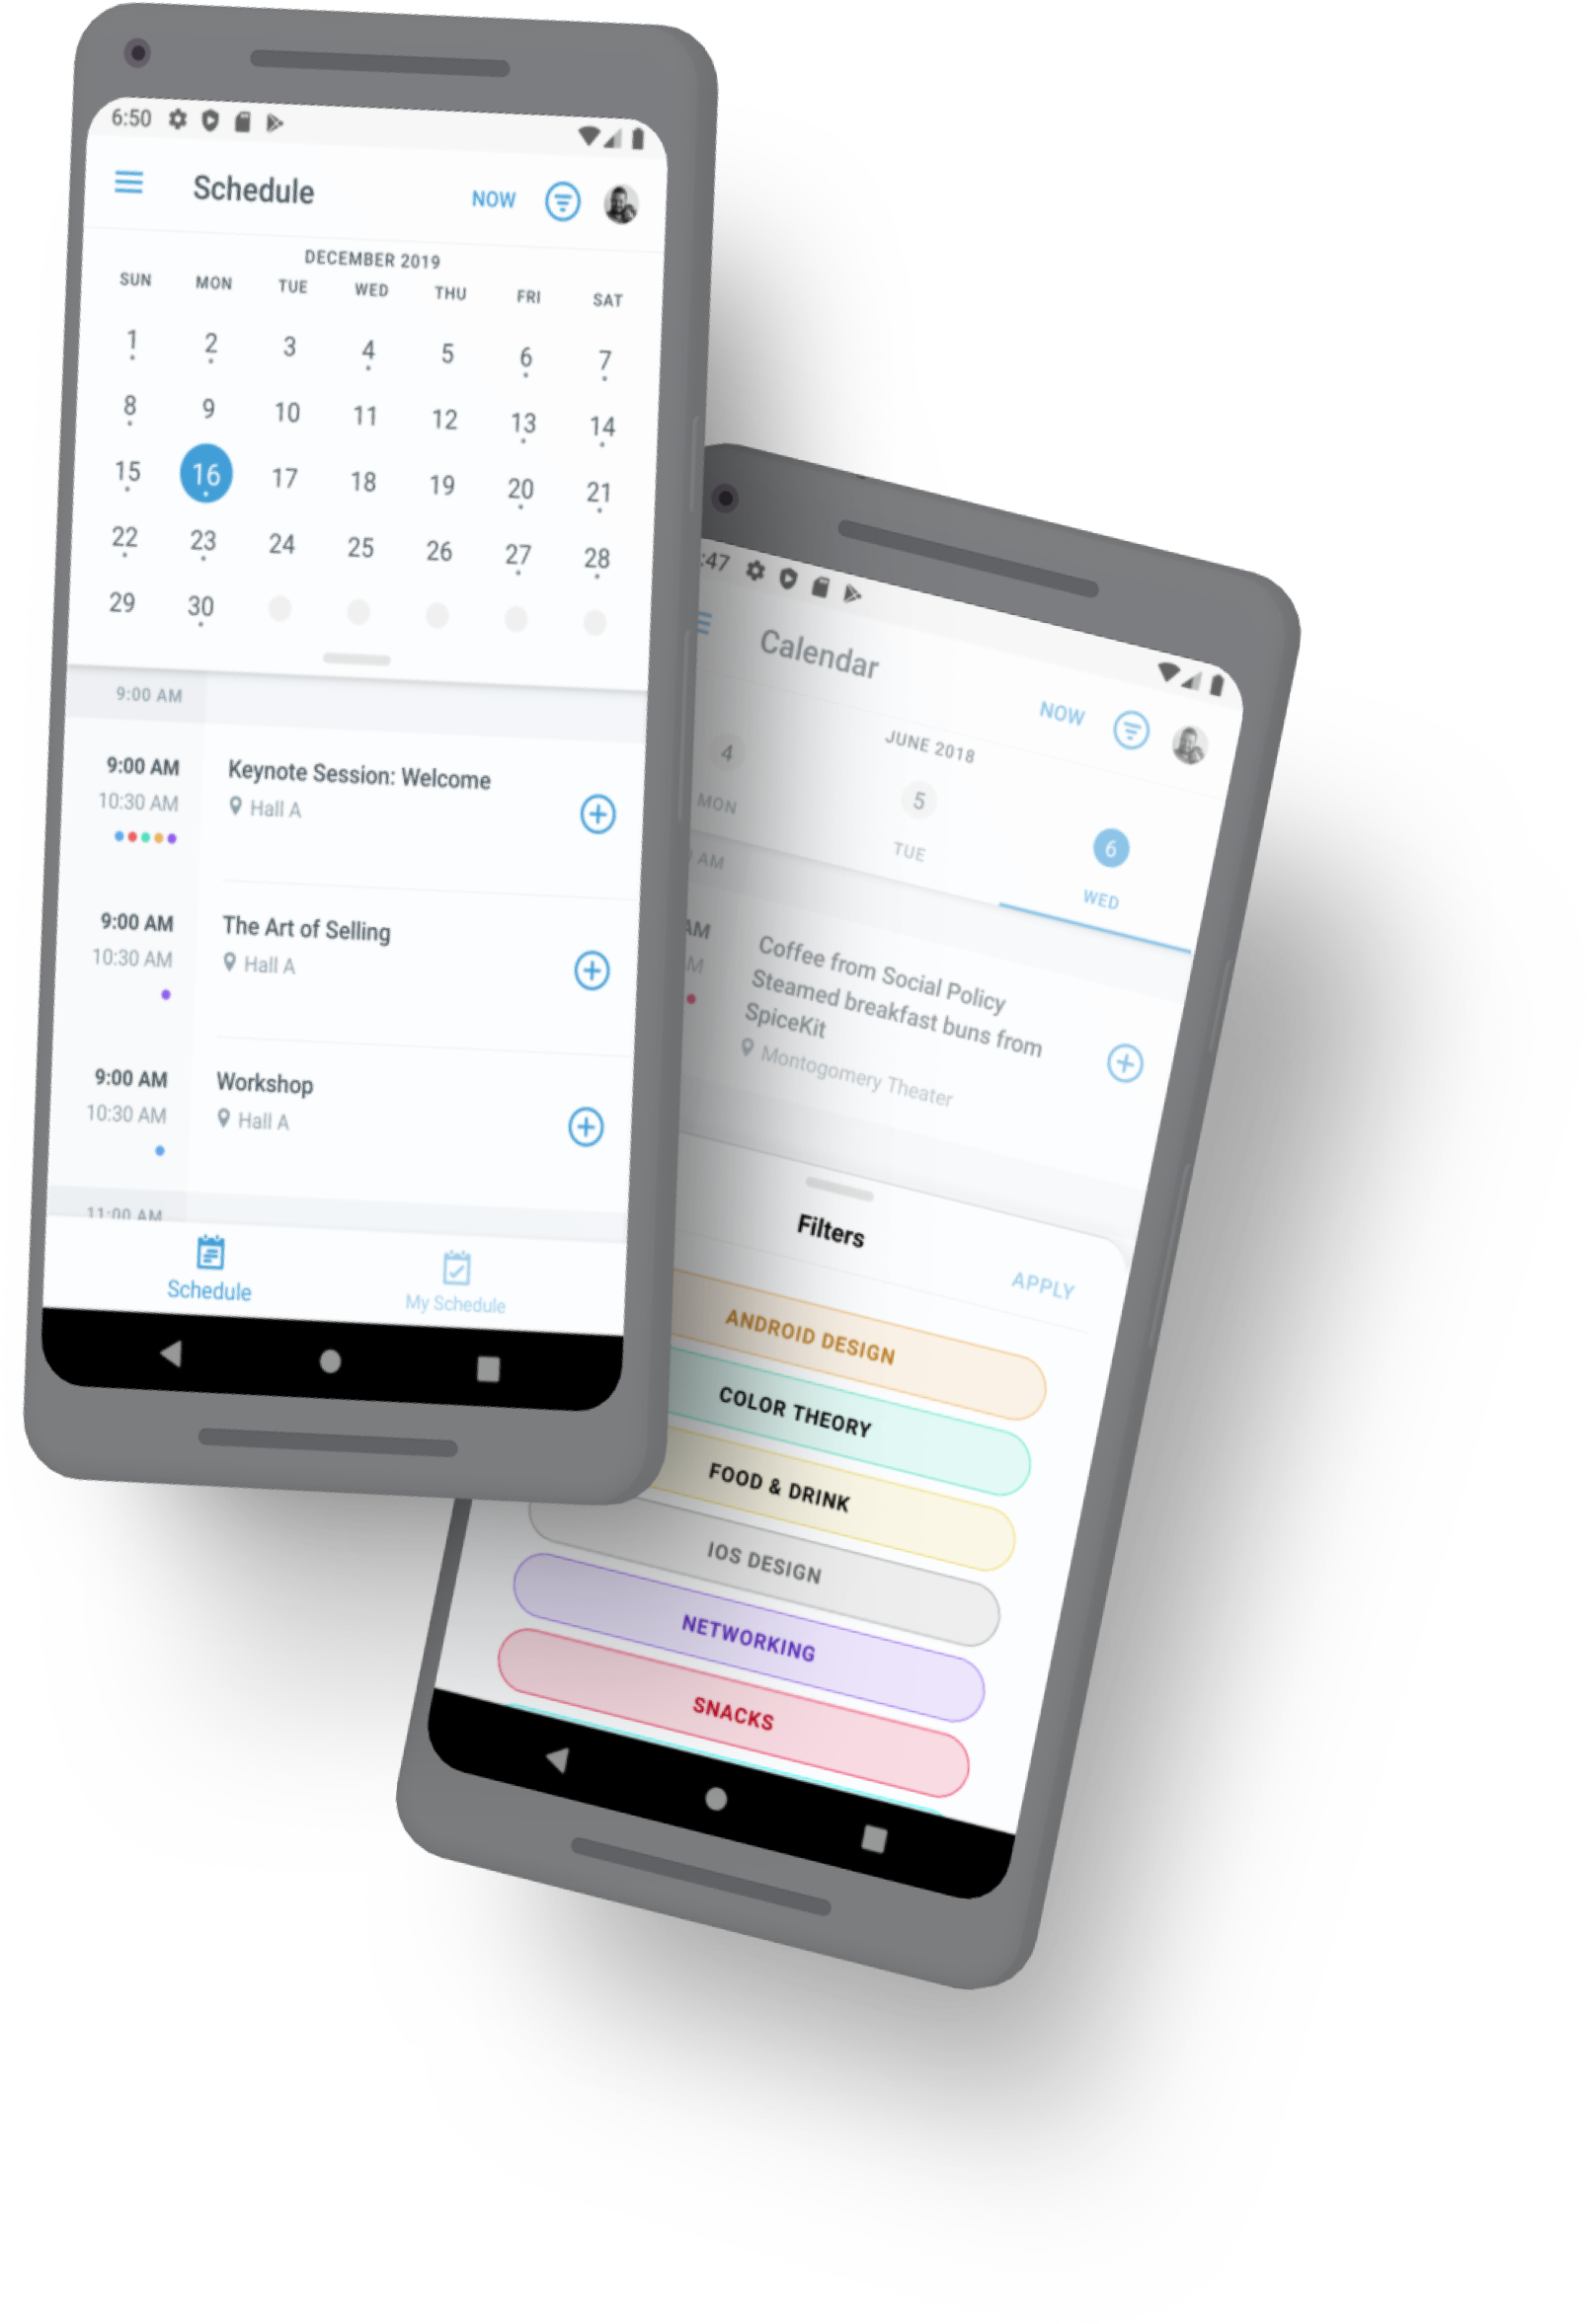 6:50
Schedule NOW
DECEMBER 2019
SUN MON TUE WED THU FRI SAT
1 2 3 4 5 6 7
8 9 10 11 12 13 14
15 16 17 18 19 20 21
22 23 24 25 26 27 28
29 30
9:00 AM
9:00 AM Keynote Session: Welcome
10:30 AM Hall A
9:00 AM The Art of Selling
10:30 AM Hall A
9:00 AM Workshop
10:30 AM Hall A
11:00 AM
Schedule My Schedule
:47
Calendar NOW
JUNE 2018
4 5 6
MON TUE WED
AM
AM Coffee from Social Policy
M Steamed breakfast buns from
SpiceKit
Montogomery Theater
Filters
APPLY
ANDROID DESIGN
COLOR THEORY
FOOD & DRINK
IOS DESIGN
NETWORKING
SNACKS